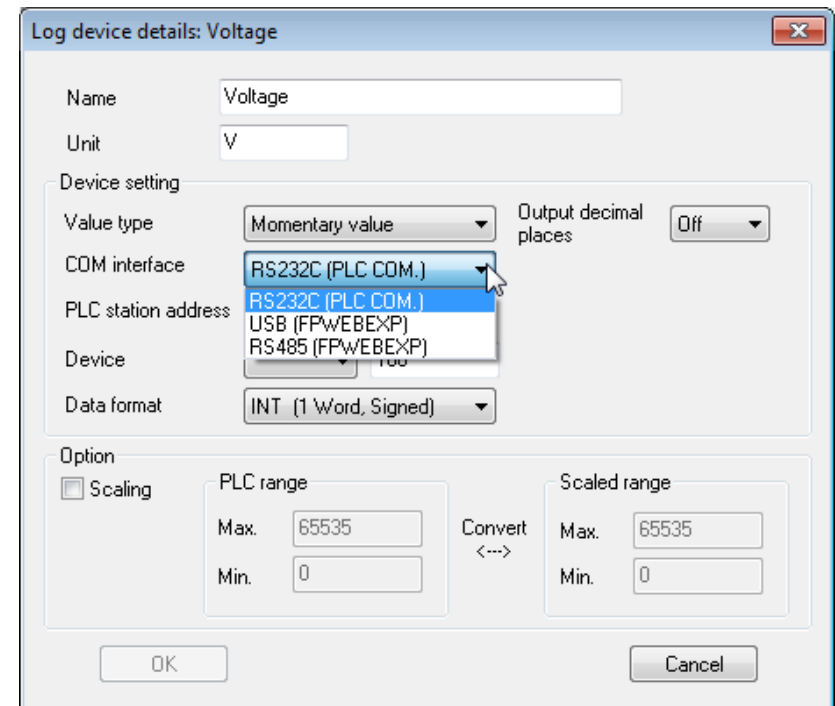 Log device details: Voltage
Name Voltage
Unit V
Device setting
Value type Momentary value Output decimal places Off
COM interface RS232C (PLC COM.)
RS232C (PLC COM.)
PLC station address
USB (FPWEBEXP)
RS485 (FPWEBEXP)
Device
Data format INT (1 Word, Signed)
Option
Scaling
PLC range
Scaled range
Max. 65535 Convert Max. 65535
<--->
Min. 0 Min. 0
OK Cancel